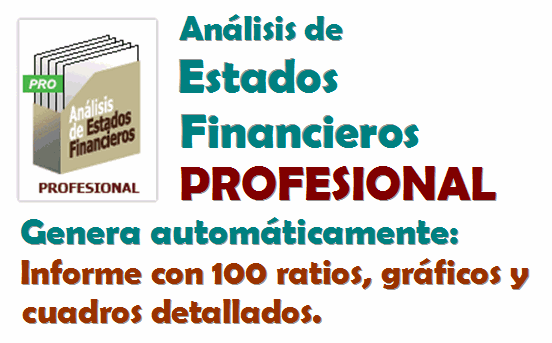 PRO
Análisis
de Estados
Financieros
PROFESIONAL
Análisis de
Estados
Financieros
PROFESIONAL
Genera automáticamente:
Informe con 100 ratios, gráficos y
cuadros detallados.